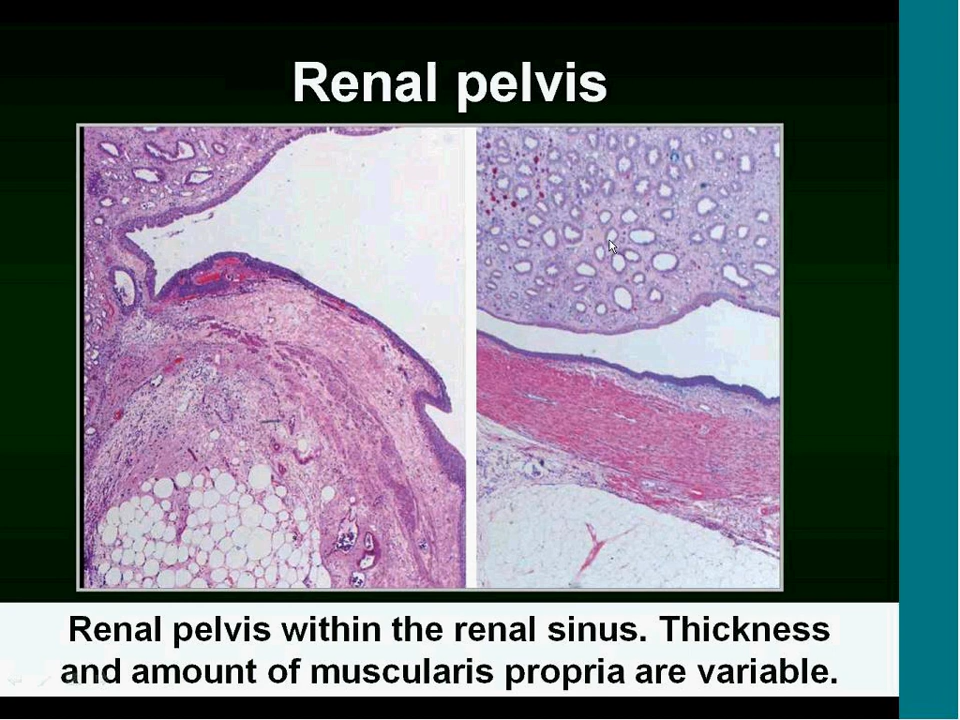 Renal pelvis
Renal pelvis within the renal sinus. Thickness
and amount of muscularis propria are variable.